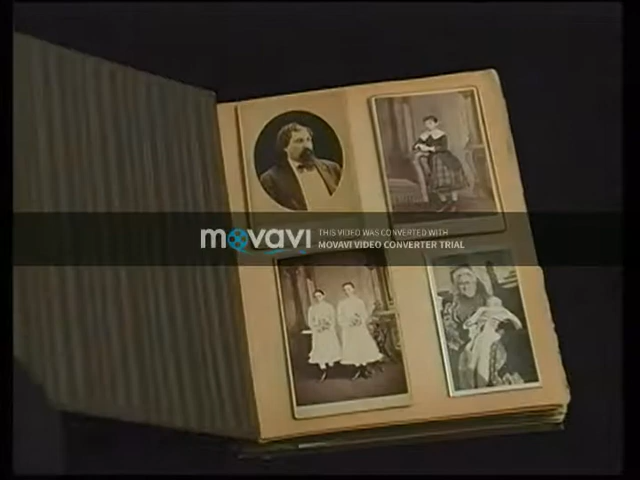 movavi
THIS VIDEO WAS CONVERTED WITH
MOVAVI VIDEO CONVERTER TRIAL